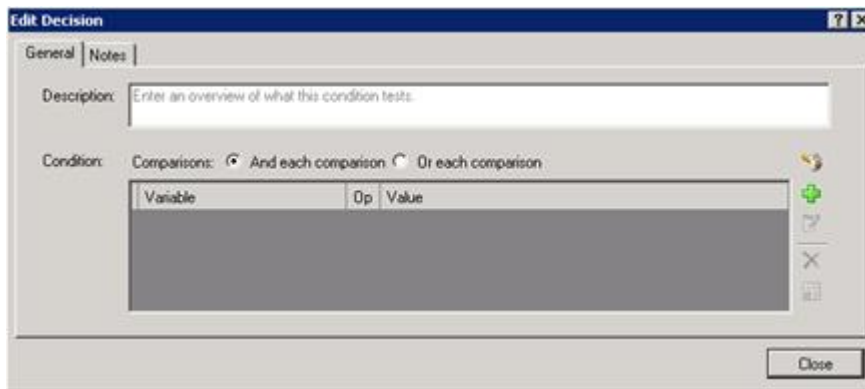 Edit Decision
General Notes
Description: Enter an overview of what this condition tests.
Condition: Comparisons: And each comparison Or each comparison
Variable Op Value
Close